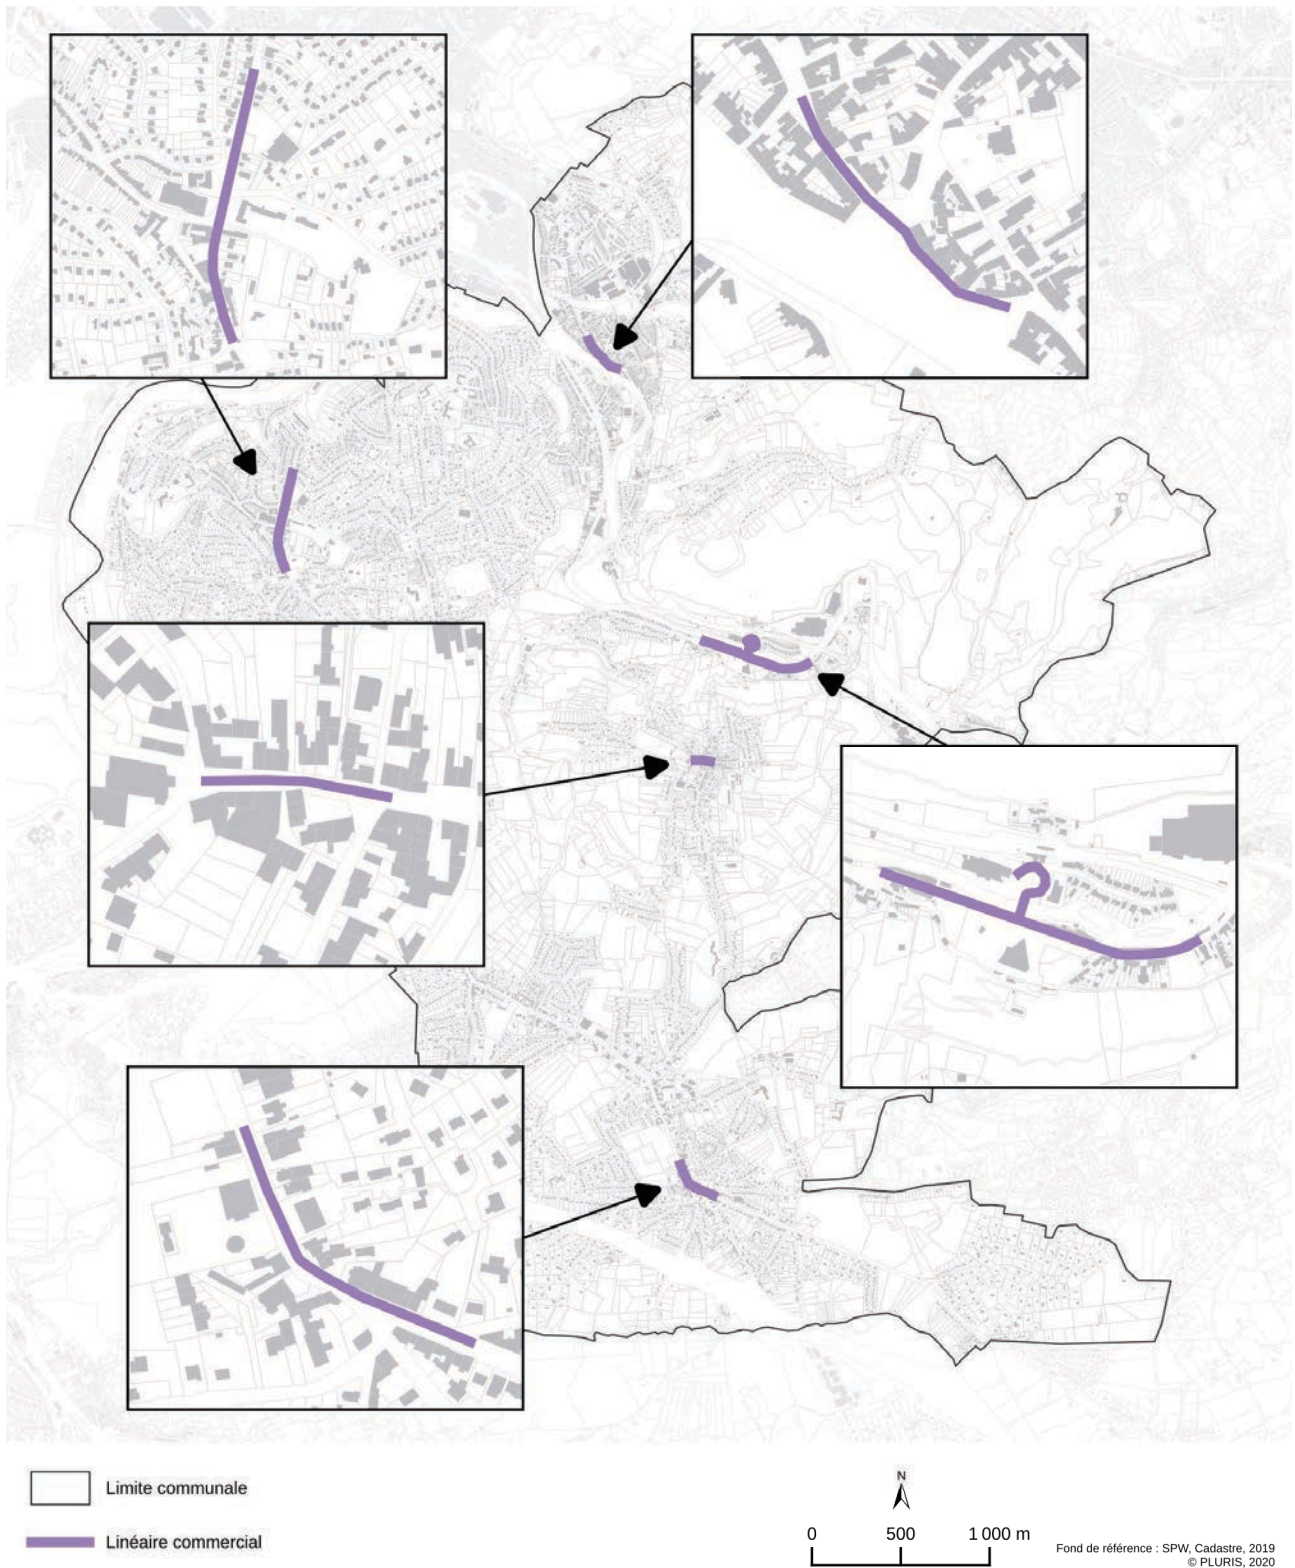 Limite communale
Linéaire commercial
N
0 500 1 000 m
Fond de référence : SPW, Cadastre, 2019
© PLURIS, 2020